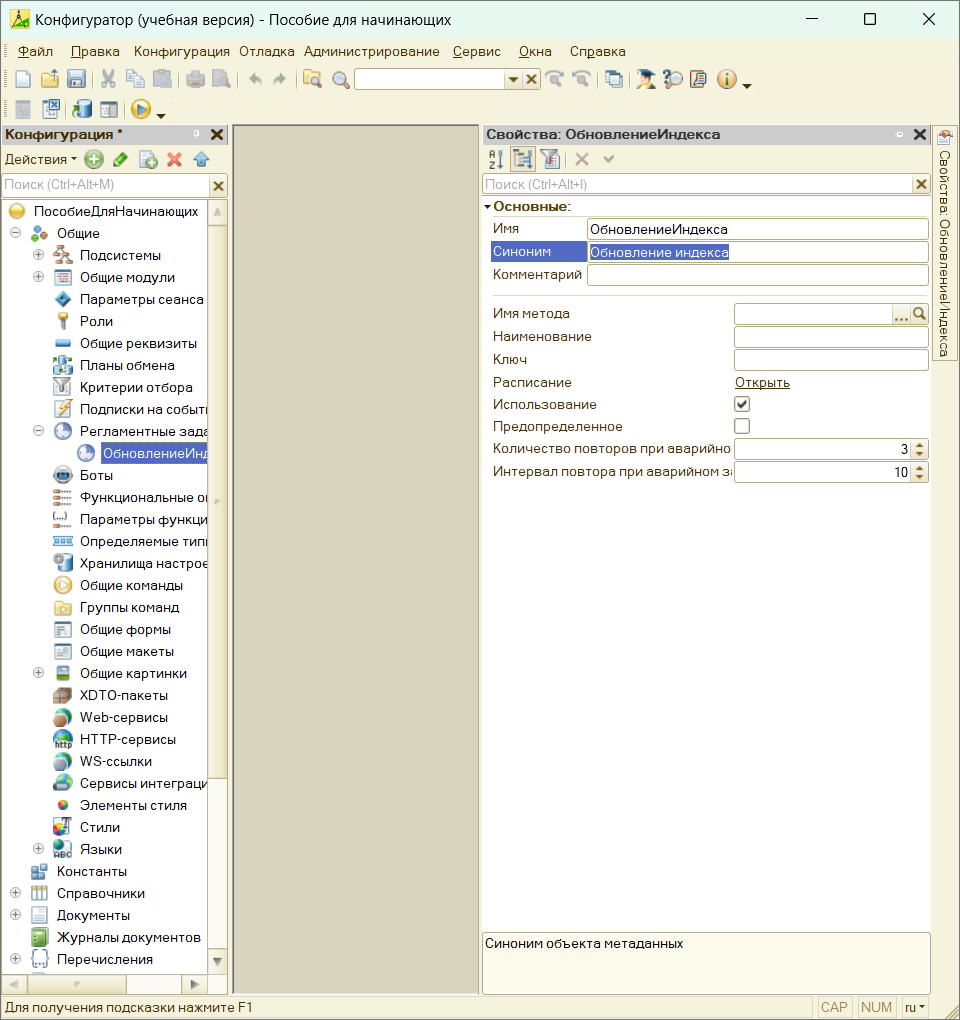 Конфигуратор (учебная версия) - Пособие для начинающих
Файл Правка Конфигурация Отладка Администрирование Сервис Окна Справка
Конфигурация *
Действия
Поиск (Ctrl+Alt+M)
ПособиеДляНачинающих
Общие
Подсистемы
Общие модули
Параметры сеанса
Роли
Общие реквизиты
Планы обмена
Критерии отбора
Подписки на событ
Регламентные зада
ОбновлениеИнд
Боты
Функциональные о
Параметры функци
Определяемые типы
Хранилища настрое
Общие команды
Группы команд
Общие формы
Общие макеты
Общие картинки
XDTO-пакеты
Web-сервисы
HTTP-сервисы
WS-ссылки
Сервисы интеграци
Элементы стиля
Стили
Языки
Константы
Справочники
Документы
Журналы документов
Перечисления
Свойства: ОбновлениеИндекса
Поиск (Ctrl+Alt+I)
Основные:
Имя ОбновлениеИндекса
Синоним Обновление индекса
Комментарий
Имя метода ...
Наименование
Ключ
Расписание Открыть
Использование
Предопределенное
Количество повторов при аварийно 3
Интервал повтора при аварийном з 10
Синоним объекта метаданных
Свойства: ОбновлениеИндекса
Для получения подсказки нажмите F1 CAP NUM ru